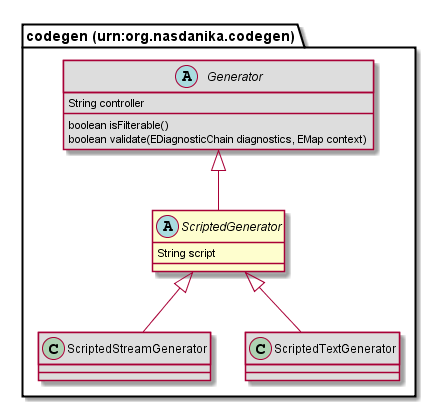 codegen (urn:org.nasdanika.codegen)
A Generator
String controller
boolean isFilterable()
boolean validate(EDiagnosticChain diagnostics, EMap context)
A ScriptedGenerator
String script
C ScriptedStreamGenerator
C ScriptedTextGenerator